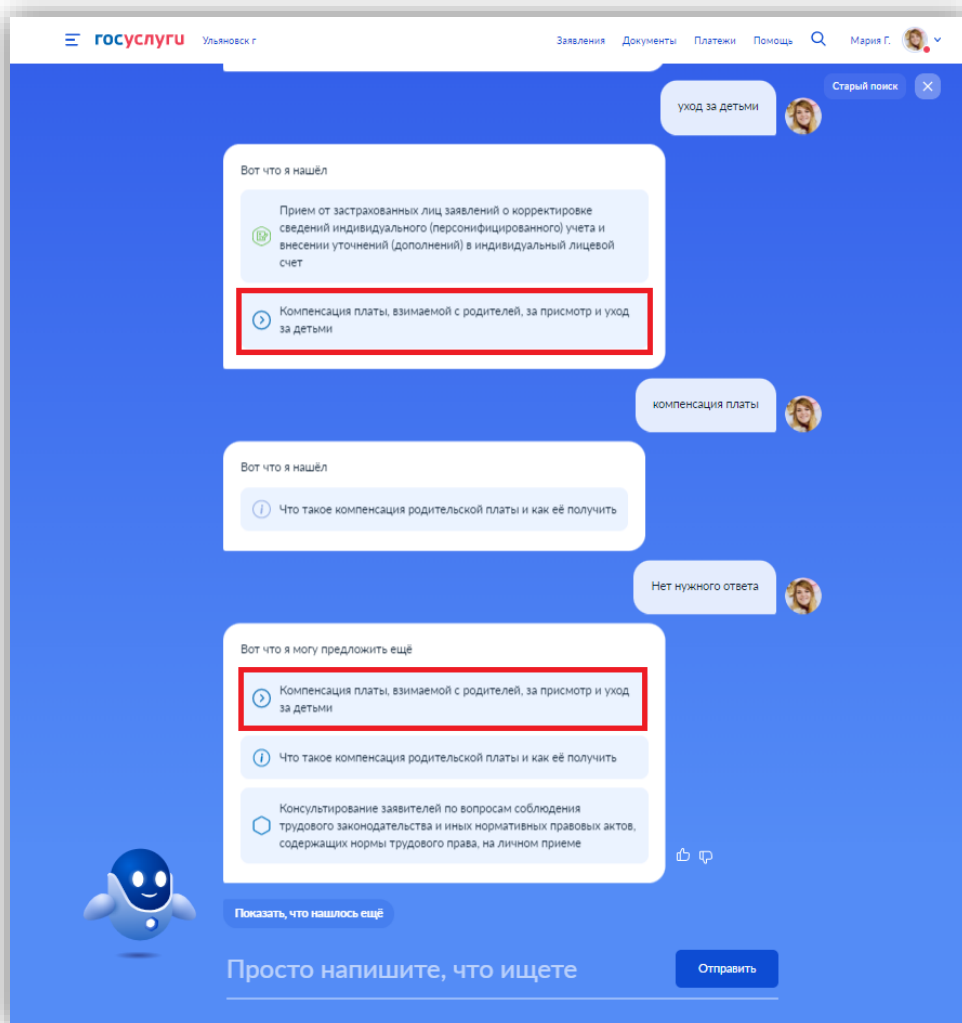 госуслуги Ульяновск г Заявления Документы Платежи Помощь Мария Г.
Старый поиск
уход за детьми
Вот что я нашёл
Прием от застрахованных лиц заявлений о корректировке
сведений индивидуального (персонифицированного) учета и
внесении уточнений (дополнений) в индивидуальный лицевой
счет
Компенсация платы, взимаемой с родителей, за присмотр и уход
за детьми
компенсация платы
Вот что я нашёл
Что такое компенсация родительской платы и как её получить
Нет нужного ответа
Вот что я могу предложить ещё
Компенсация платы, взимаемой с родителей, за присмотр и уход
за детьми
Что такое компенсация родительской платы и как её получить
Консультирование заявителей по вопросам соблюдения
трудового законодательства и иных нормативных правовых актов,
содержащих нормы трудового права, на личном приеме
Показать, что нашлось ещё
Просто напишите, что ищете
Отправить